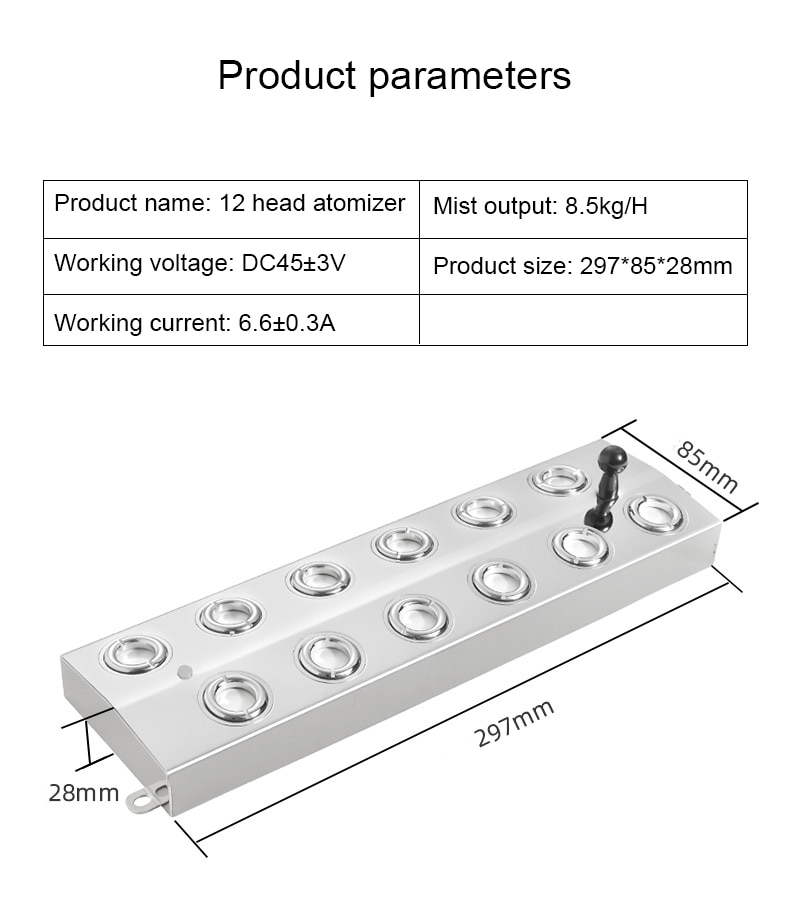 Product parameters
Product name: 12 head atomizer
Mist output: 8.5kg/H
Working voltage: DC45±3V
Product size: 297*85*28mm
Working current: 6.6±0.3A
85mm
297mm
28mm